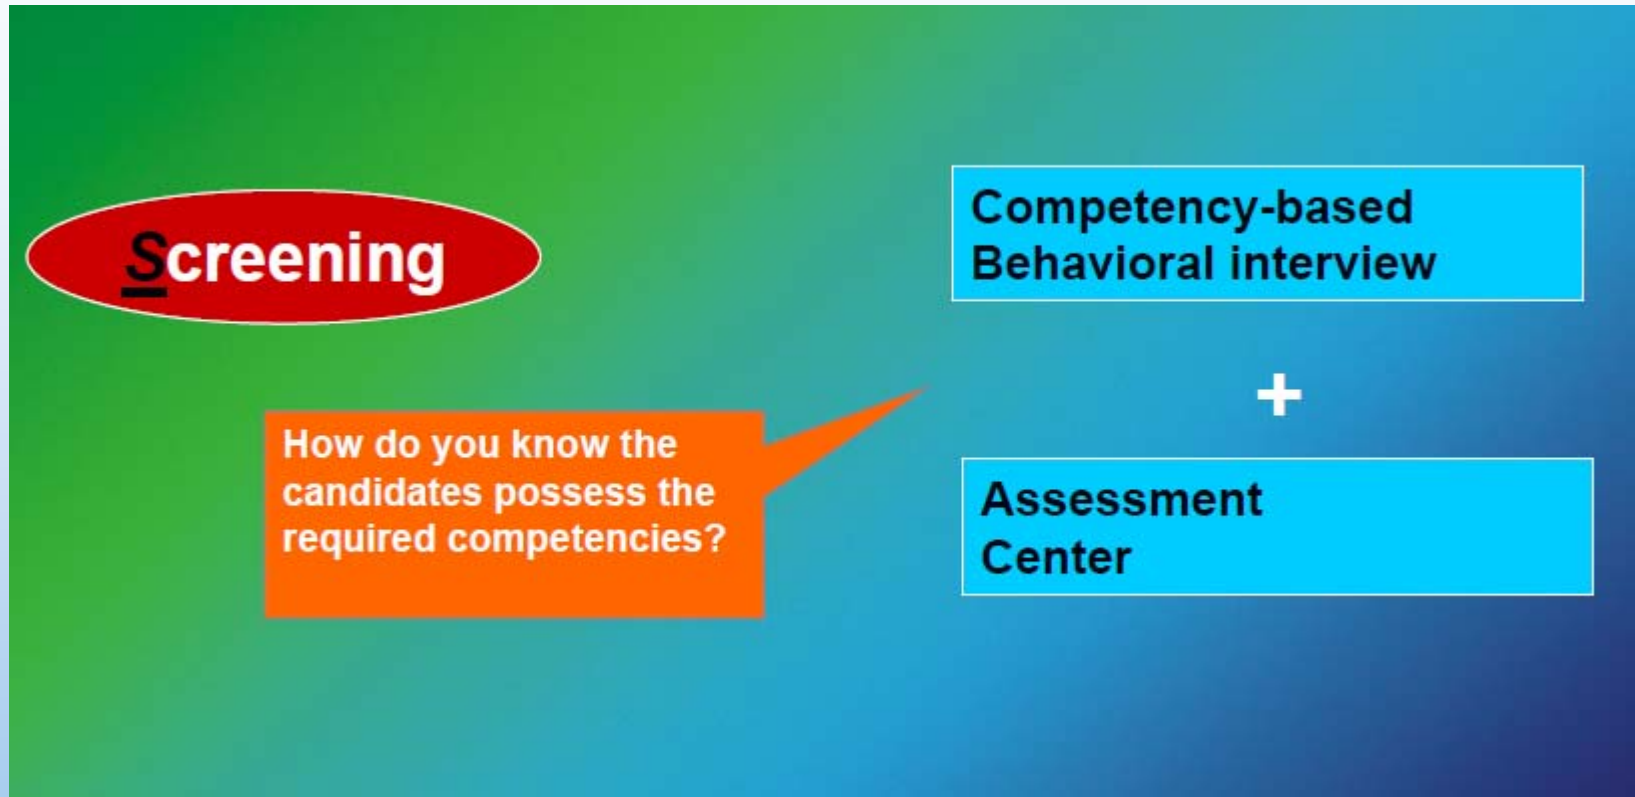 Screening
How do you know the
candidates possess the
required competencies?
Competency-based
Behavioral interview
+
Assessment
Center